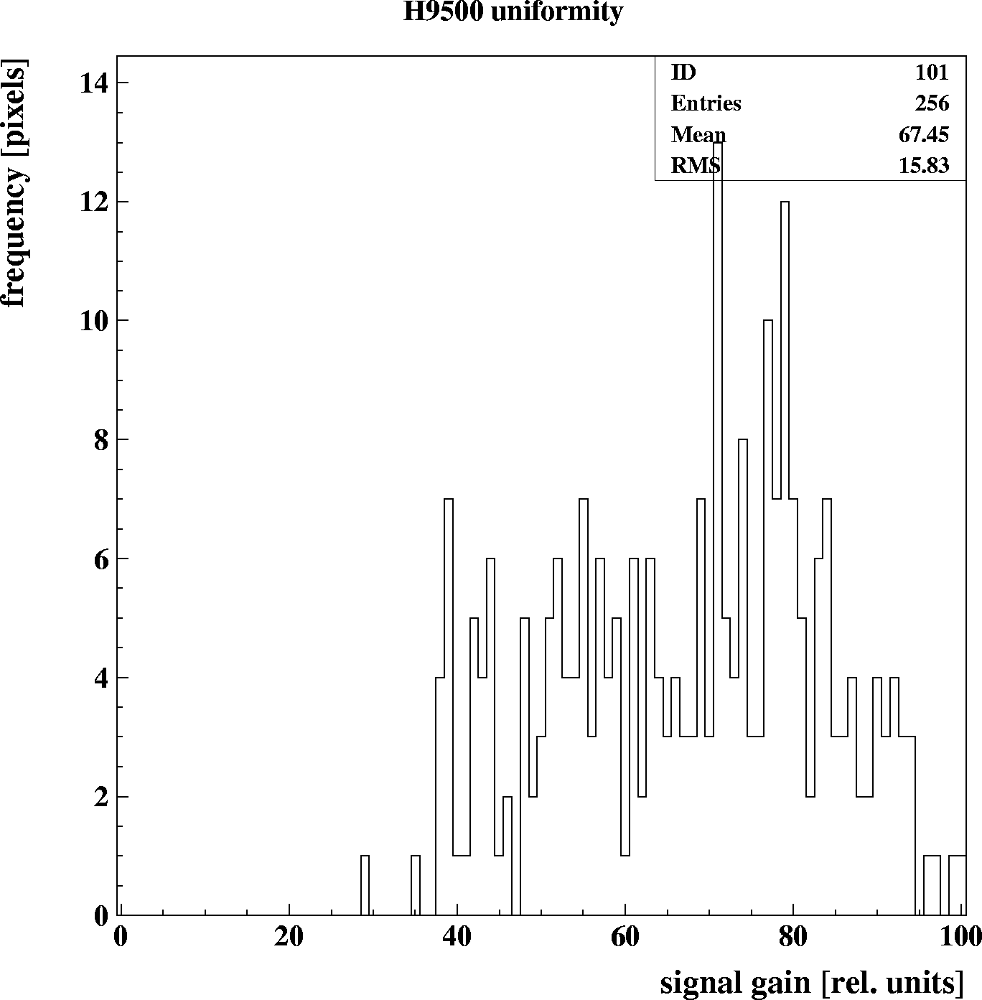 H9500 uniformity
frequency [pixels]
ID 101
Entries 256
Mean 67.45
RMS 15.83
14
12
10
8
6
4
2
0
0 20 40 60 80 100
signal gain [rel. units]